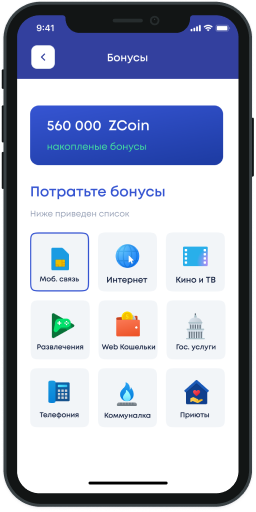 9:41
Бонусы
560 000 ZCoin
накопленые бонусы
Потратьте бонусы
Ниже приведен список
Моб. связь
Интернет
Кино и ТВ
Развлечения
Web Кошельки
Гос. услуги
Телефония
Коммуналка
Приюты